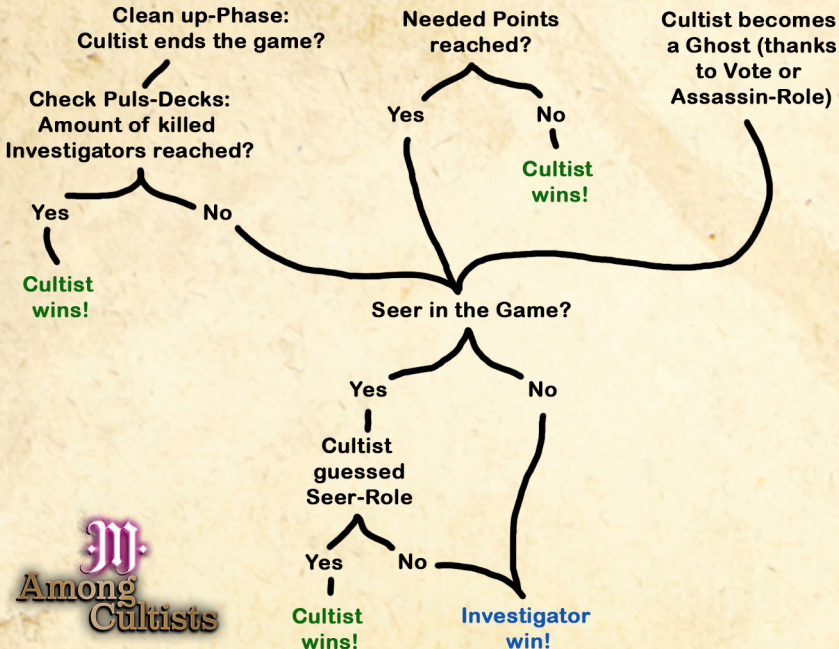 Clean up-Phase:
Cultist ends the game?
Check Puls-Decks:
Amount of killed
Investigators reached?
Yes
No
Cultist
wins!
Needed Points
reached?
Yes
No
Cultist
wins!
Cultist becomes
a Ghost (thanks
to Vote or
Assassin-Role)
Seer in the Game?
Yes
No
Cultist
guessed
Seer-Role
Yes
No
Cultist
wins!
Investigator
win!
Among
Cultists